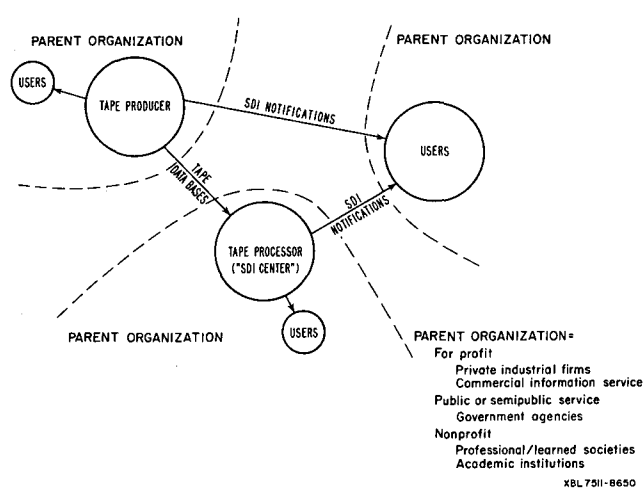 PARENT ORGANIZATION
PARENT ORGANIZATION
USERS
TAPE PRODUCER
SDI NOTIFICATIONS
USERS
TAPE
/DATA BASES/
SDI
NOTIFICATIONS
TAPE PROCESSOR
("SDI CENTER")
USERS
PARENT ORGANIZATION
PARENT ORGANIZATION=
For profit
Private industrial firms
Commercial information service
Public or semipublic service
Government agencies
Nonprofit
Professional/learned societies
Academic institutions
XBL 7511-8650